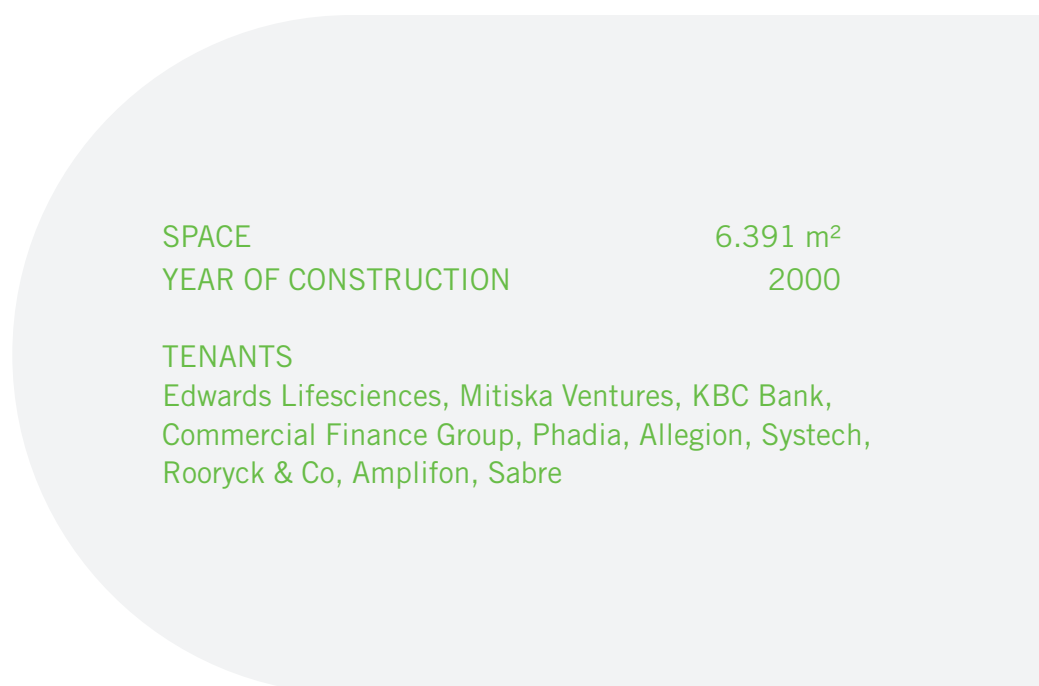 SPACE 6.391 m²
YEAR OF CONSTRUCTION 2000
TENANTS
Edwards Lifesciences, Mitiska Ventures, KBC Bank,
Commercial Finance Group, Phadia, Allegion, Systech,
Rooryck & Co, Amplifon, Sabre